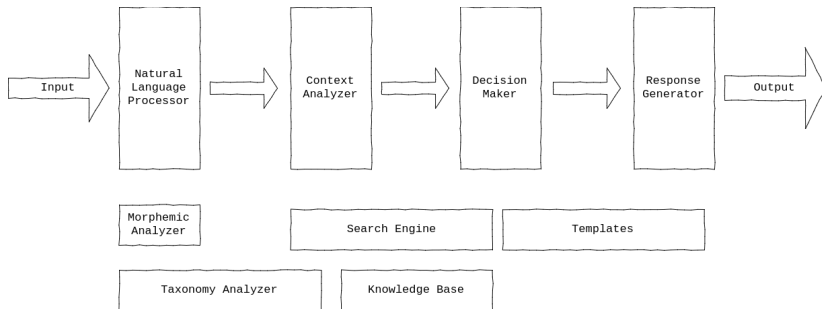 Input
Natural
Language
Processor
Context
Analyzer
Decision
Maker
Response
Generator
Output
Morphemic
Analyzer
Search Engine
Templates
Taxonomy Analyzer
Knowledge Base